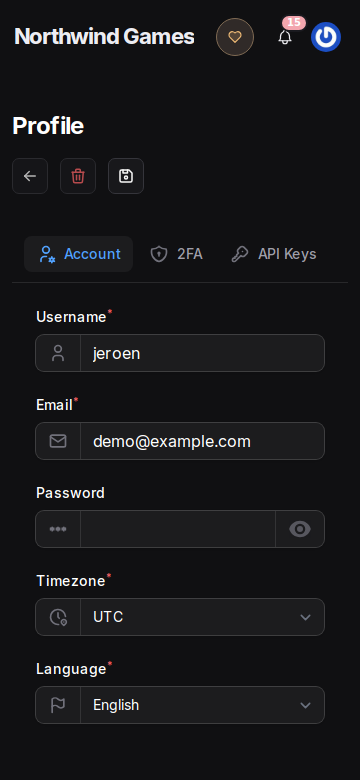 Northwind Games
15
Profile
Account
2FA
API Keys
Username*
jeroen
Email*
demo@example.com
Password
Timezone*
UTC
Language*
English